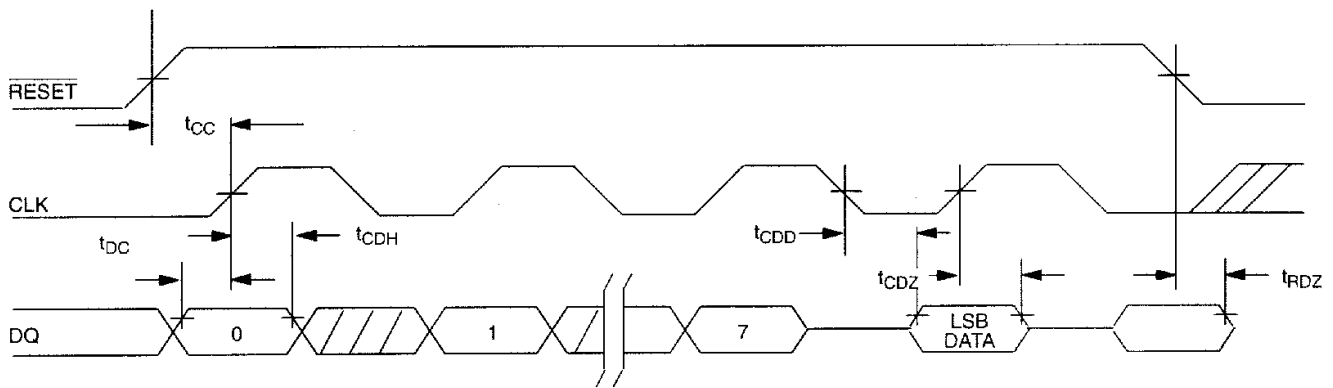 RESET
tCC
CLK
tDC
tCDH
tCDD
tCDZ
tRDZ
DQ
0
1
7
LSB
DATA